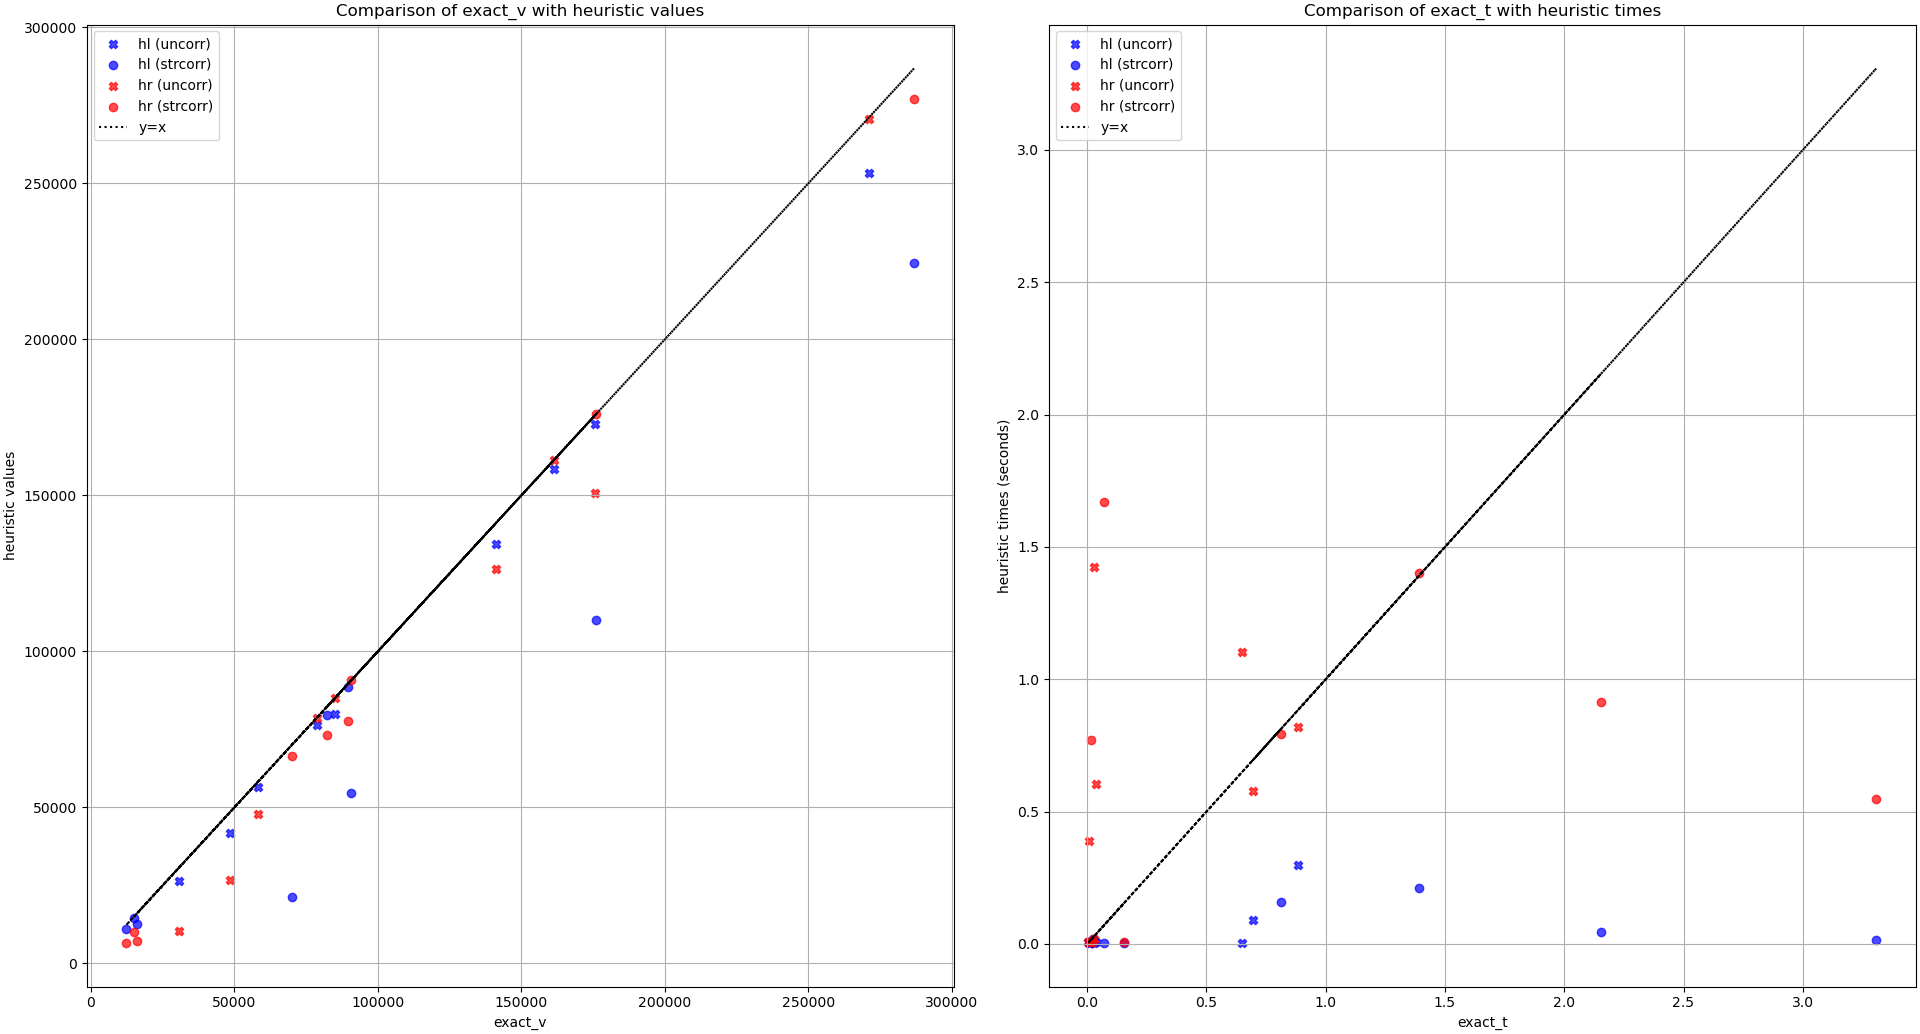 Comparison of exact_v with heuristic values
hl (uncorr)
hl (strcorr)
hr (uncorr)
hr (strcorr)
y=x
300000
250000
200000
150000
100000
50000
0
heuristic values
0
50000
100000
150000
200000
250000
300000
exact_v
Comparison of exact_t with heuristic times
hl (uncorr)
hl (strcorr)
hr (uncorr)
hr (strcorr)
y=x
3.0
2.5
2.0
1.5
1.0
0.5
0.0
heuristic times (seconds)
0.0
0.5
1.0
1.5
2.0
2.5
3.0
exact_t